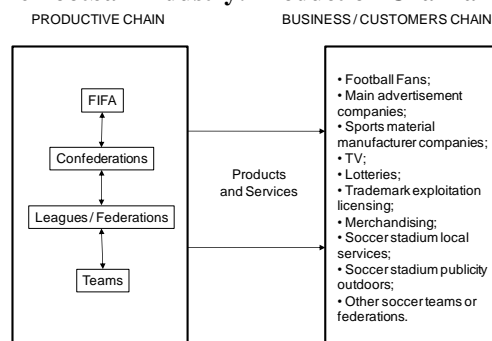 PRODUCTIVE CHAIN
BUSINESS / CUSTOMERS CHAIN
FIFA
Confederations
Leagues / Federations
Teams
Products
and Services
• Football Fans;
• Main advertisement
companies;
• Sports material
manufacturer companies;
• TV;
• Lotteries;
• Trademark exploitation
licensing;
• Merchandising;
• Soccer stadium local
services;
• Soccer stadium publicity
outdoors;
• Other soccer teams or
federations.